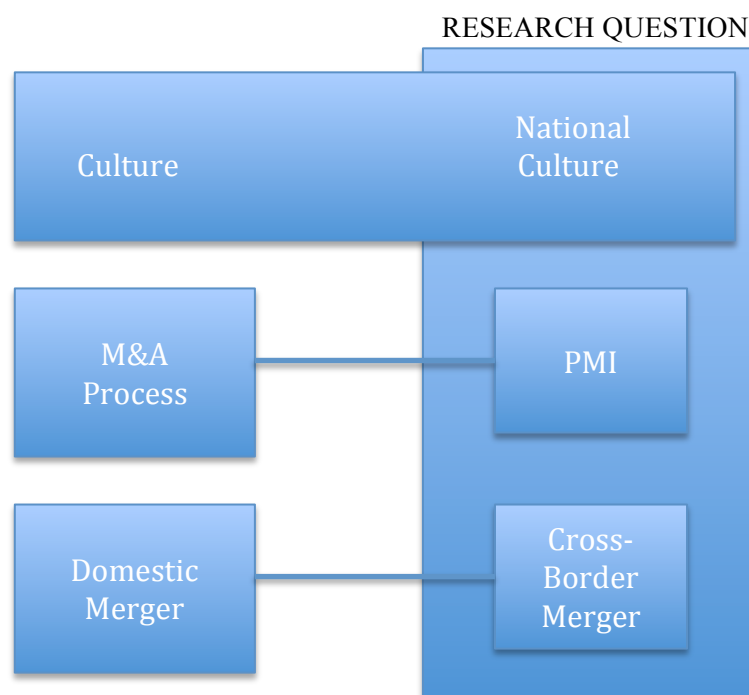 RESEARCH QUESTION
Culture
National
Culture
M&A
Process
PMI
Domestic
Merger
Cross-
Border
Merger